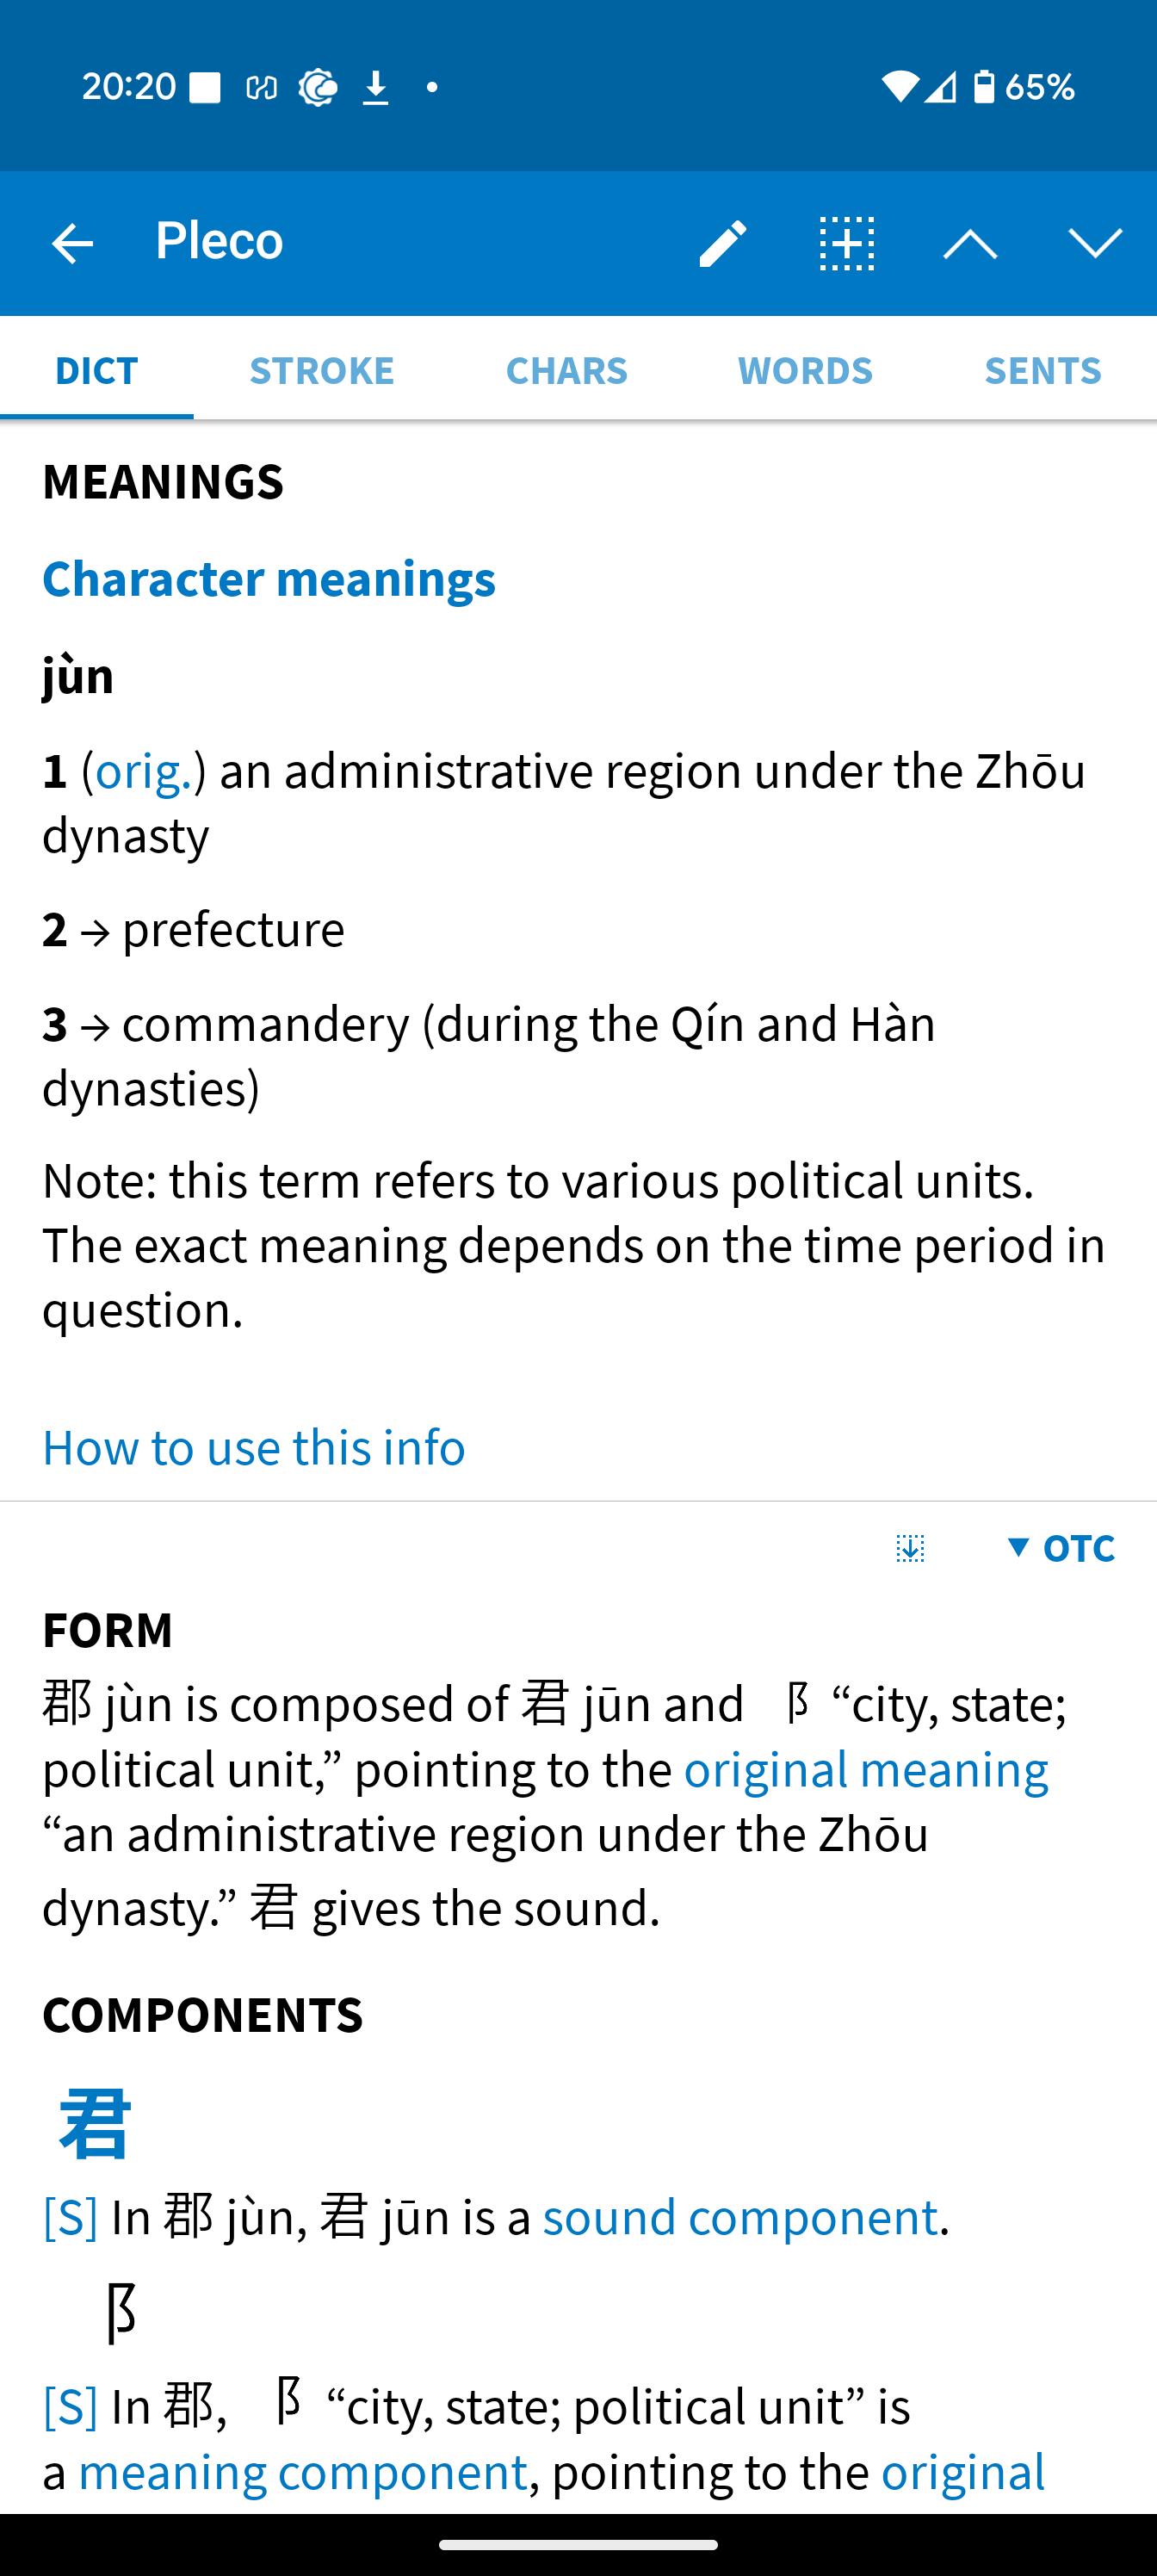 20:20 65%
Pleco
DICT STROKE CHARS WORDS SENTS
MEANINGS
Character meanings
jùn
1 (orig.) an administrative region under the Zhōu
dynasty
2 → prefecture
3 → commandery (during the Qín and Hàn
dynasties)
Note: this term refers to various political units.
The exact meaning depends on the time period in
question.
How to use this info
▼ OTC
FORM
郡 jùn is composed of 君 jūn and 阝 “city, state;
political unit,” pointing to the original meaning
“an administrative region under the Zhōu
dynasty.” 君 gives the sound.
COMPONENTS
君
[S] In 郡 jùn, 君 jūn is a sound component.
阝
[S] In 郡, 阝 “city, state; political unit” is
a meaning component, pointing to the original